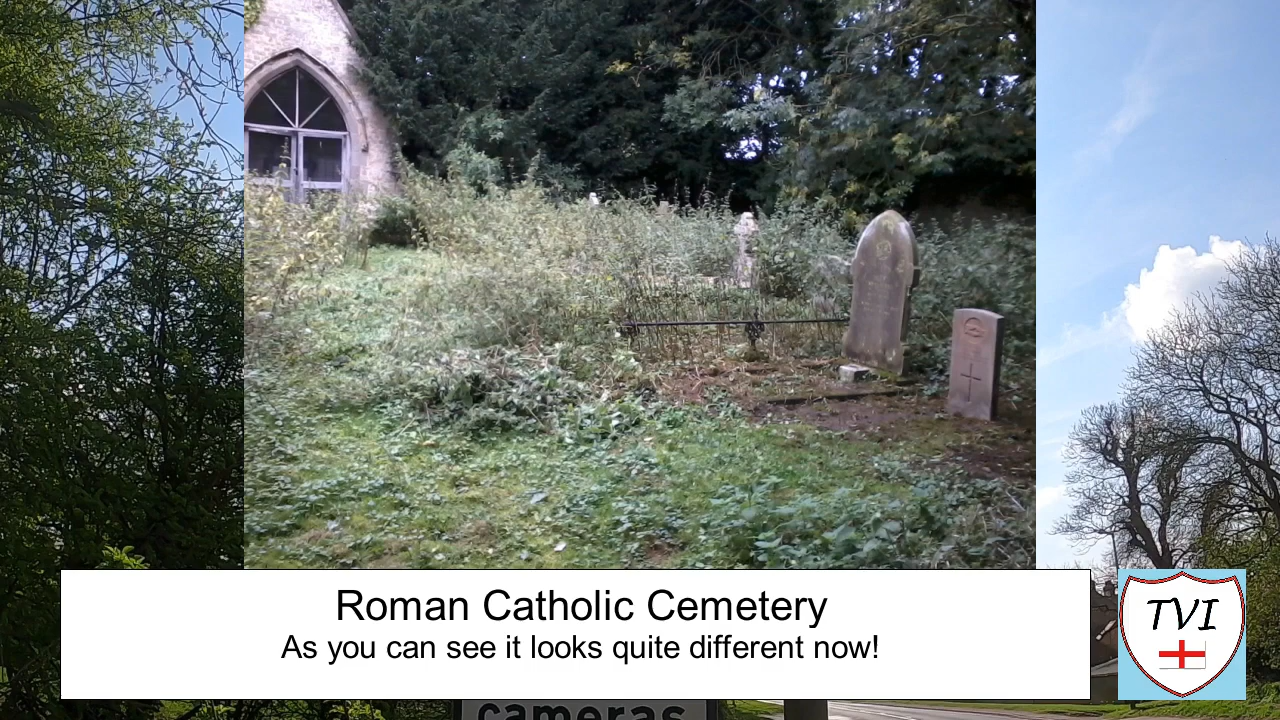 Roman Catholic Cemetery
As you can see it looks quite different now!
TVI
cameras